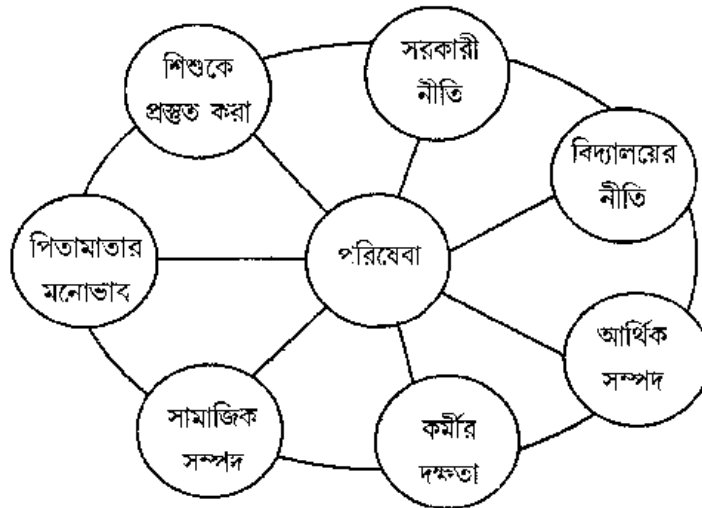 শিশুকে
প্রস্তুত করা
সরকারী
নীতি
বিদ্যালয়ের
নীতি
পিতামাতার
মনোভাব
পরিষেবা
আর্থিক
সম্পদ
সামাজিক
সম্পদ
কর্মীর
দক্ষতা